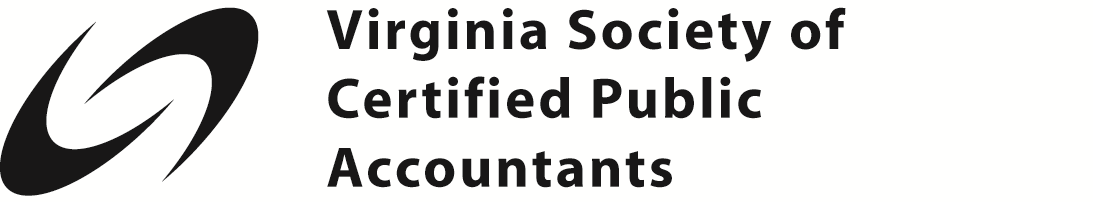 Virginia Society of
Certified Public
Accountants